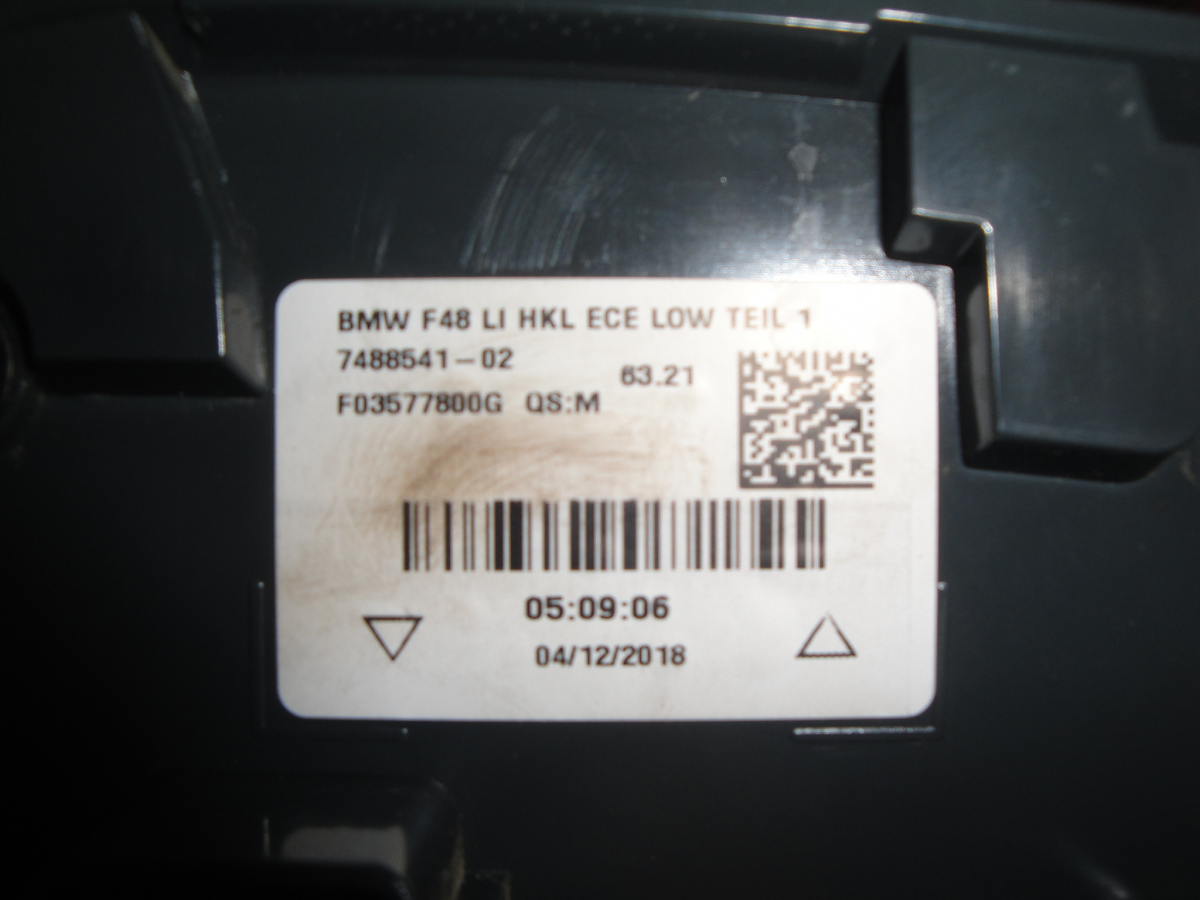 BMW F48 LI HKL ECE LOW TEIL 1
7488541-02
63.21
F03577800G QS:M
05:09:06
04/12/2018